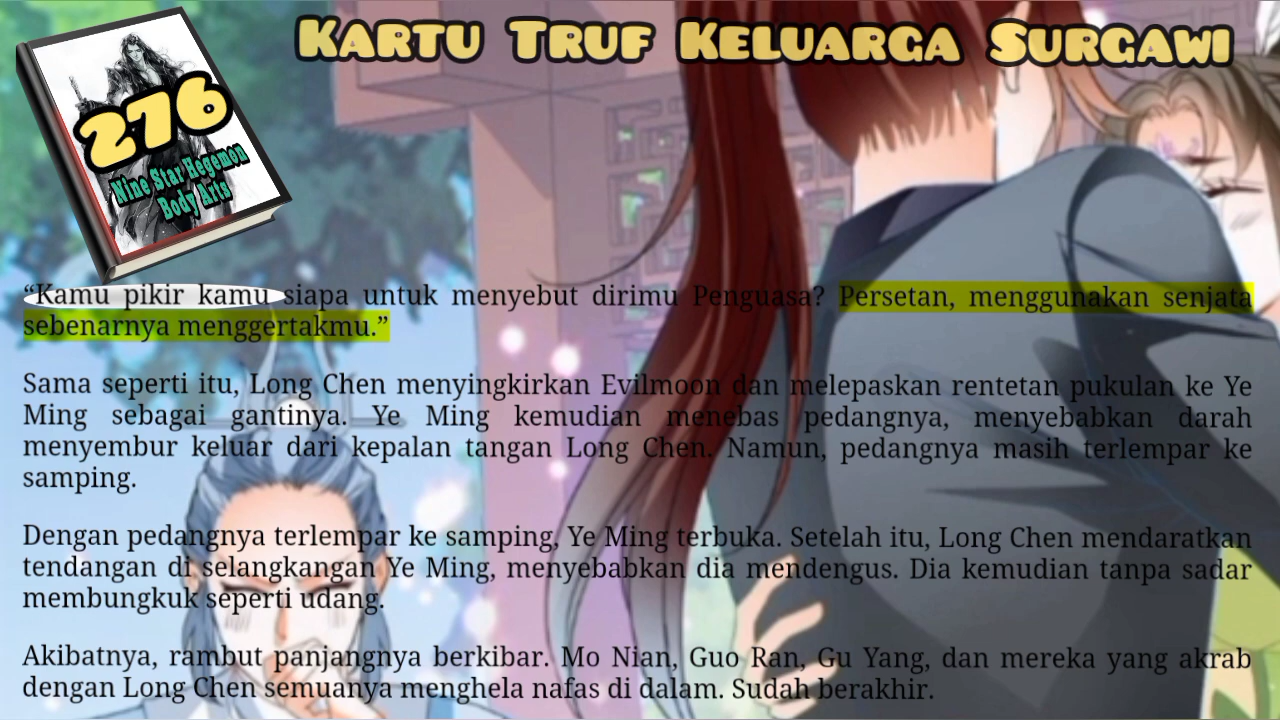 KARTU TRUF KELUARGA SURGAWI
276
Nine Star Hegemon
Body Arts
“Kamu pikir kamu siapa untuk menyebut dirimu Penguasa? Persetan, menggunakan senjata
sebenarnya menggertakmu.”
Sama seperti itu, Long Chen menyingkirkan Evilmoon dan melepaskan rentetan pukulan ke Ye
Ming sebagai gantinya. Ye Ming kemudian menebas pedangnya, menyebabkan darah
menyembur keluar dari kepalan tangan Long Chen. Namun, pedangnya masih terlempar ke
samping.
Dengan pedangnya terlempar ke samping, Ye Ming terbuka. Setelah itu, Long Chen mendaratkan
tendangan di selangkangan Ye Ming, menyebabkan dia mendengus. Dia kemudian tanpa sadar
membungkuk seperti udang.
Akibatnya, rambut panjangnya berkibar. Mo Nian, Guo Ran, Gu Yang, dan mereka yang akrab
dengan Long Chen semuanya menghela nafas di dalam. Sudah berakhir.